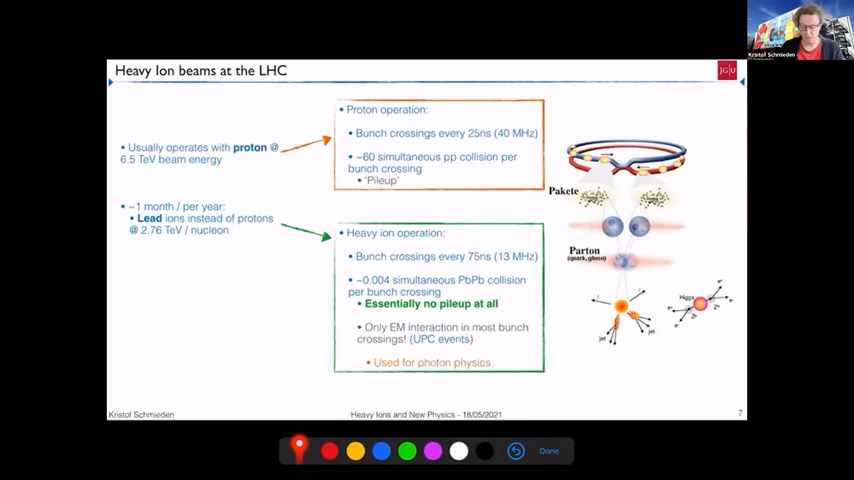 Kristof Schmieden
Heavy Ion beams at the LHC
JG|U
• Usually operates with proton @
6.5 TeV beam energy
• ~1 month / per year:
• Lead ions instead of protons
@ 2.76 TeV / nucleon
• Proton operation:
• Bunch crossings every 25ns (40 MHz)
• ~60 simultaneous pp collision per
bunch crossing
• 'Pileup'
• Heavy ion operation:
• Bunch crossings every 75ns (13 MHz)
• ~0.004 simultaneous PbPb collision
per bunch crossing
• Essentially no pileup at all
• Only EM interaction in most bunch
crossings! (UPC events)
• Used for photon physics
Pakete
Parton
(quark, gluon)
jet
jet
Higgs
Kristof Schmieden
Heavy Ions and New Physics - 18/05/2021
7
Done